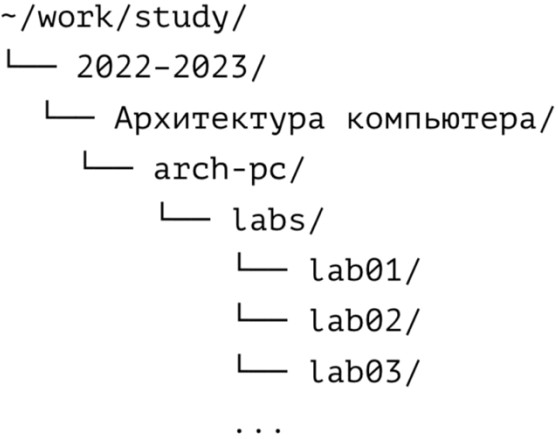 ~/work/study/
└── 2022–2023/
└── Архитектура компьютера/
└── arch-pc/
└── labs/
└── lab01/
└── lab02/
└── lab03/
...